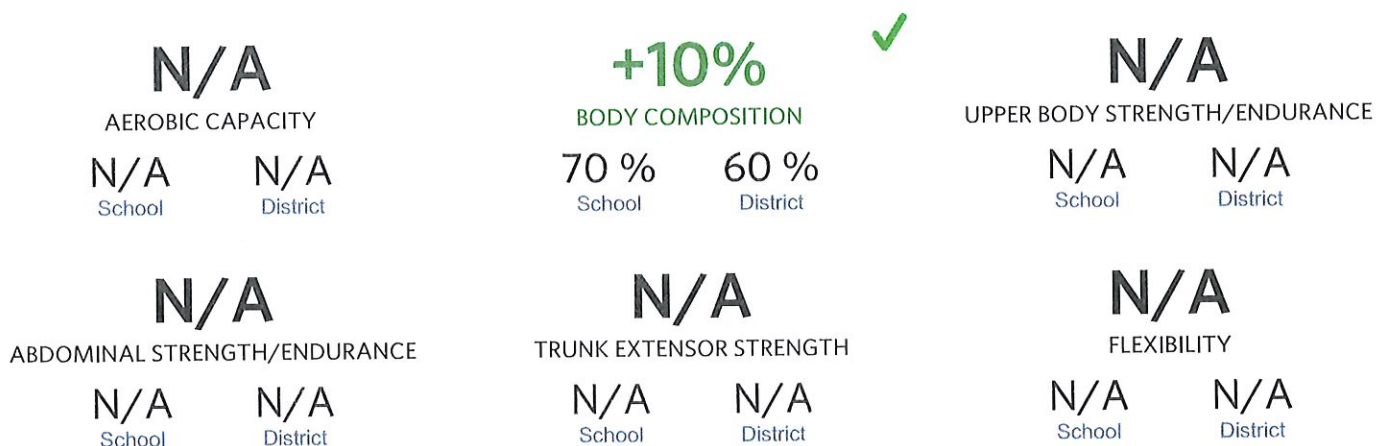 N/A
AEROBIC CAPACITY
N/A N/A
School District
+10%
BODY COMPOSITION
70 % 60 %
School District
N/A
UPPER BODY STRENGTH/ENDURANCE
N/A N/A
School District
N/A
ABDOMINAL STRENGTH/ENDURANCE
N/A N/A
School District
N/A
TRUNK EXTENSOR STRENGTH
N/A N/A
School District
N/A
FLEXIBILITY
N/A N/A
School District